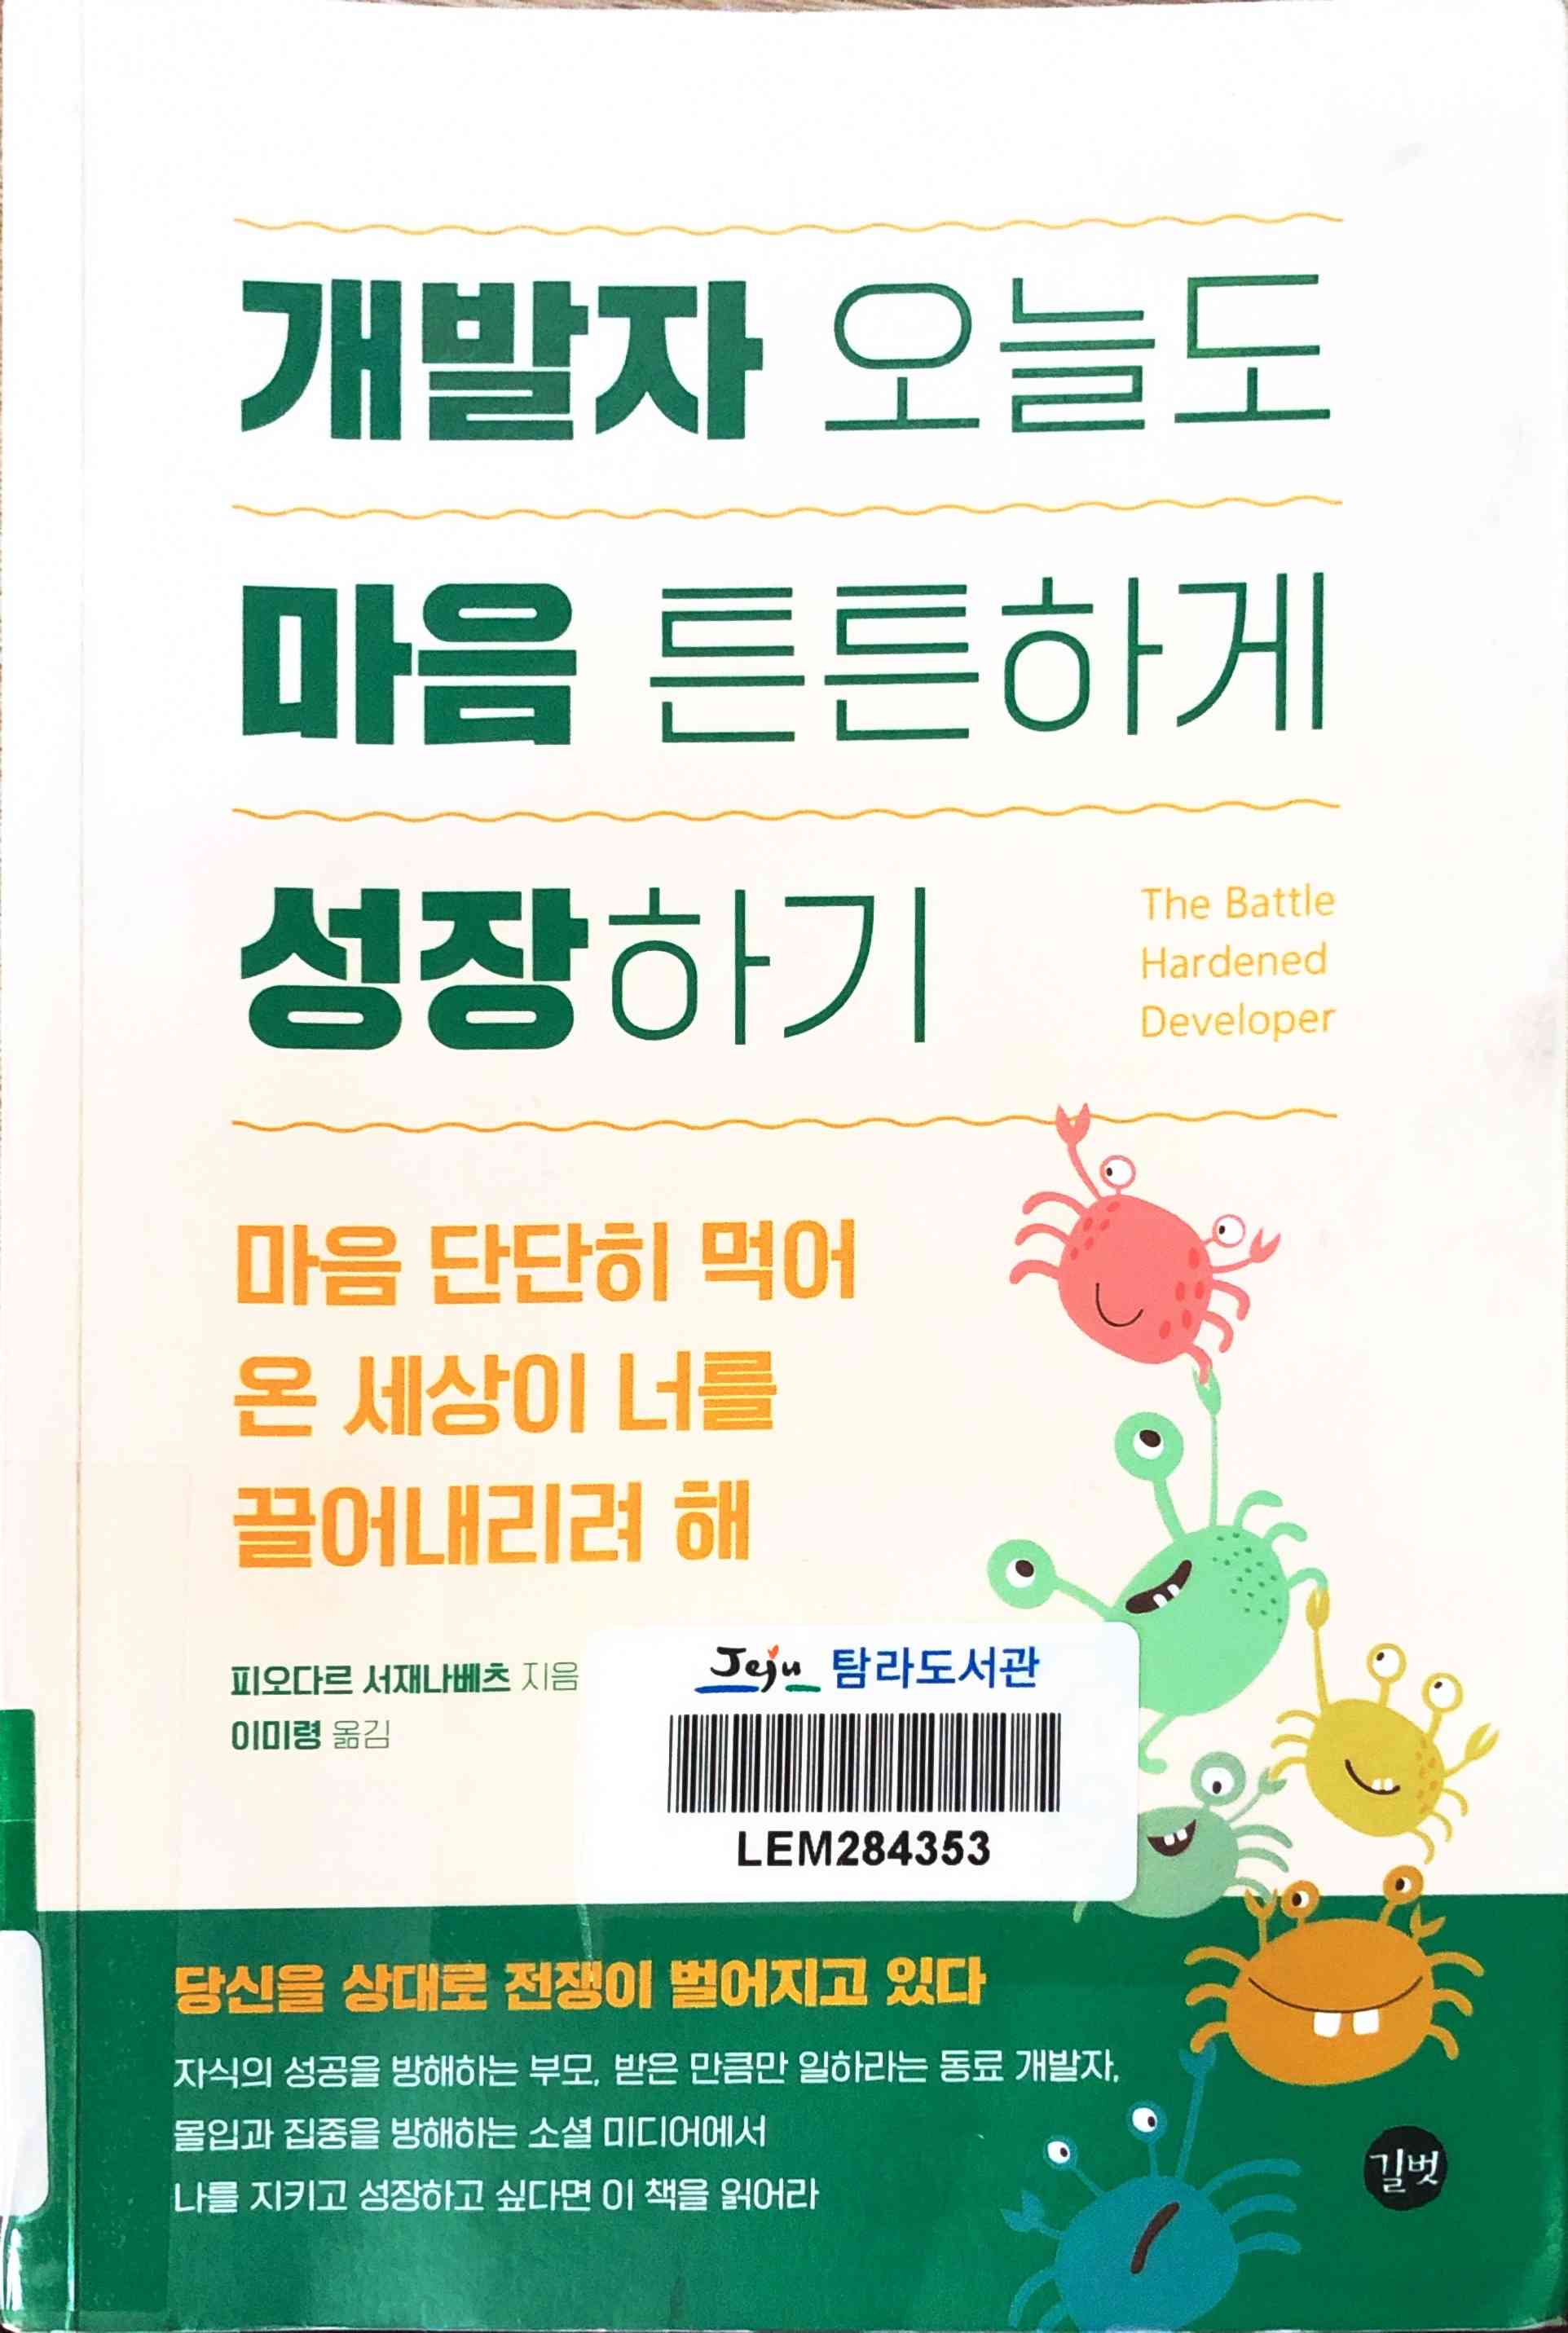 개발자 오늘도
마음 튼튼하게
성장하기
The Battle
Hardened
Developer
마음 단단히 먹어
온 세상이 너를
끌어내리려 해
피오다르 서재나베츠 지음
이미령 옮김
Jeju 탐라도서관
LEM284353
당신을 상대로 전쟁이 벌어지고 있다
자식의 성공을 방해하는 부모, 받은 만큼만 일하라는 동료 개발자,
몰입과 집중을 방해하는 소셜 미디어에서
나를 지키고 성장하고 싶다면 이 책을 읽어라
길벗